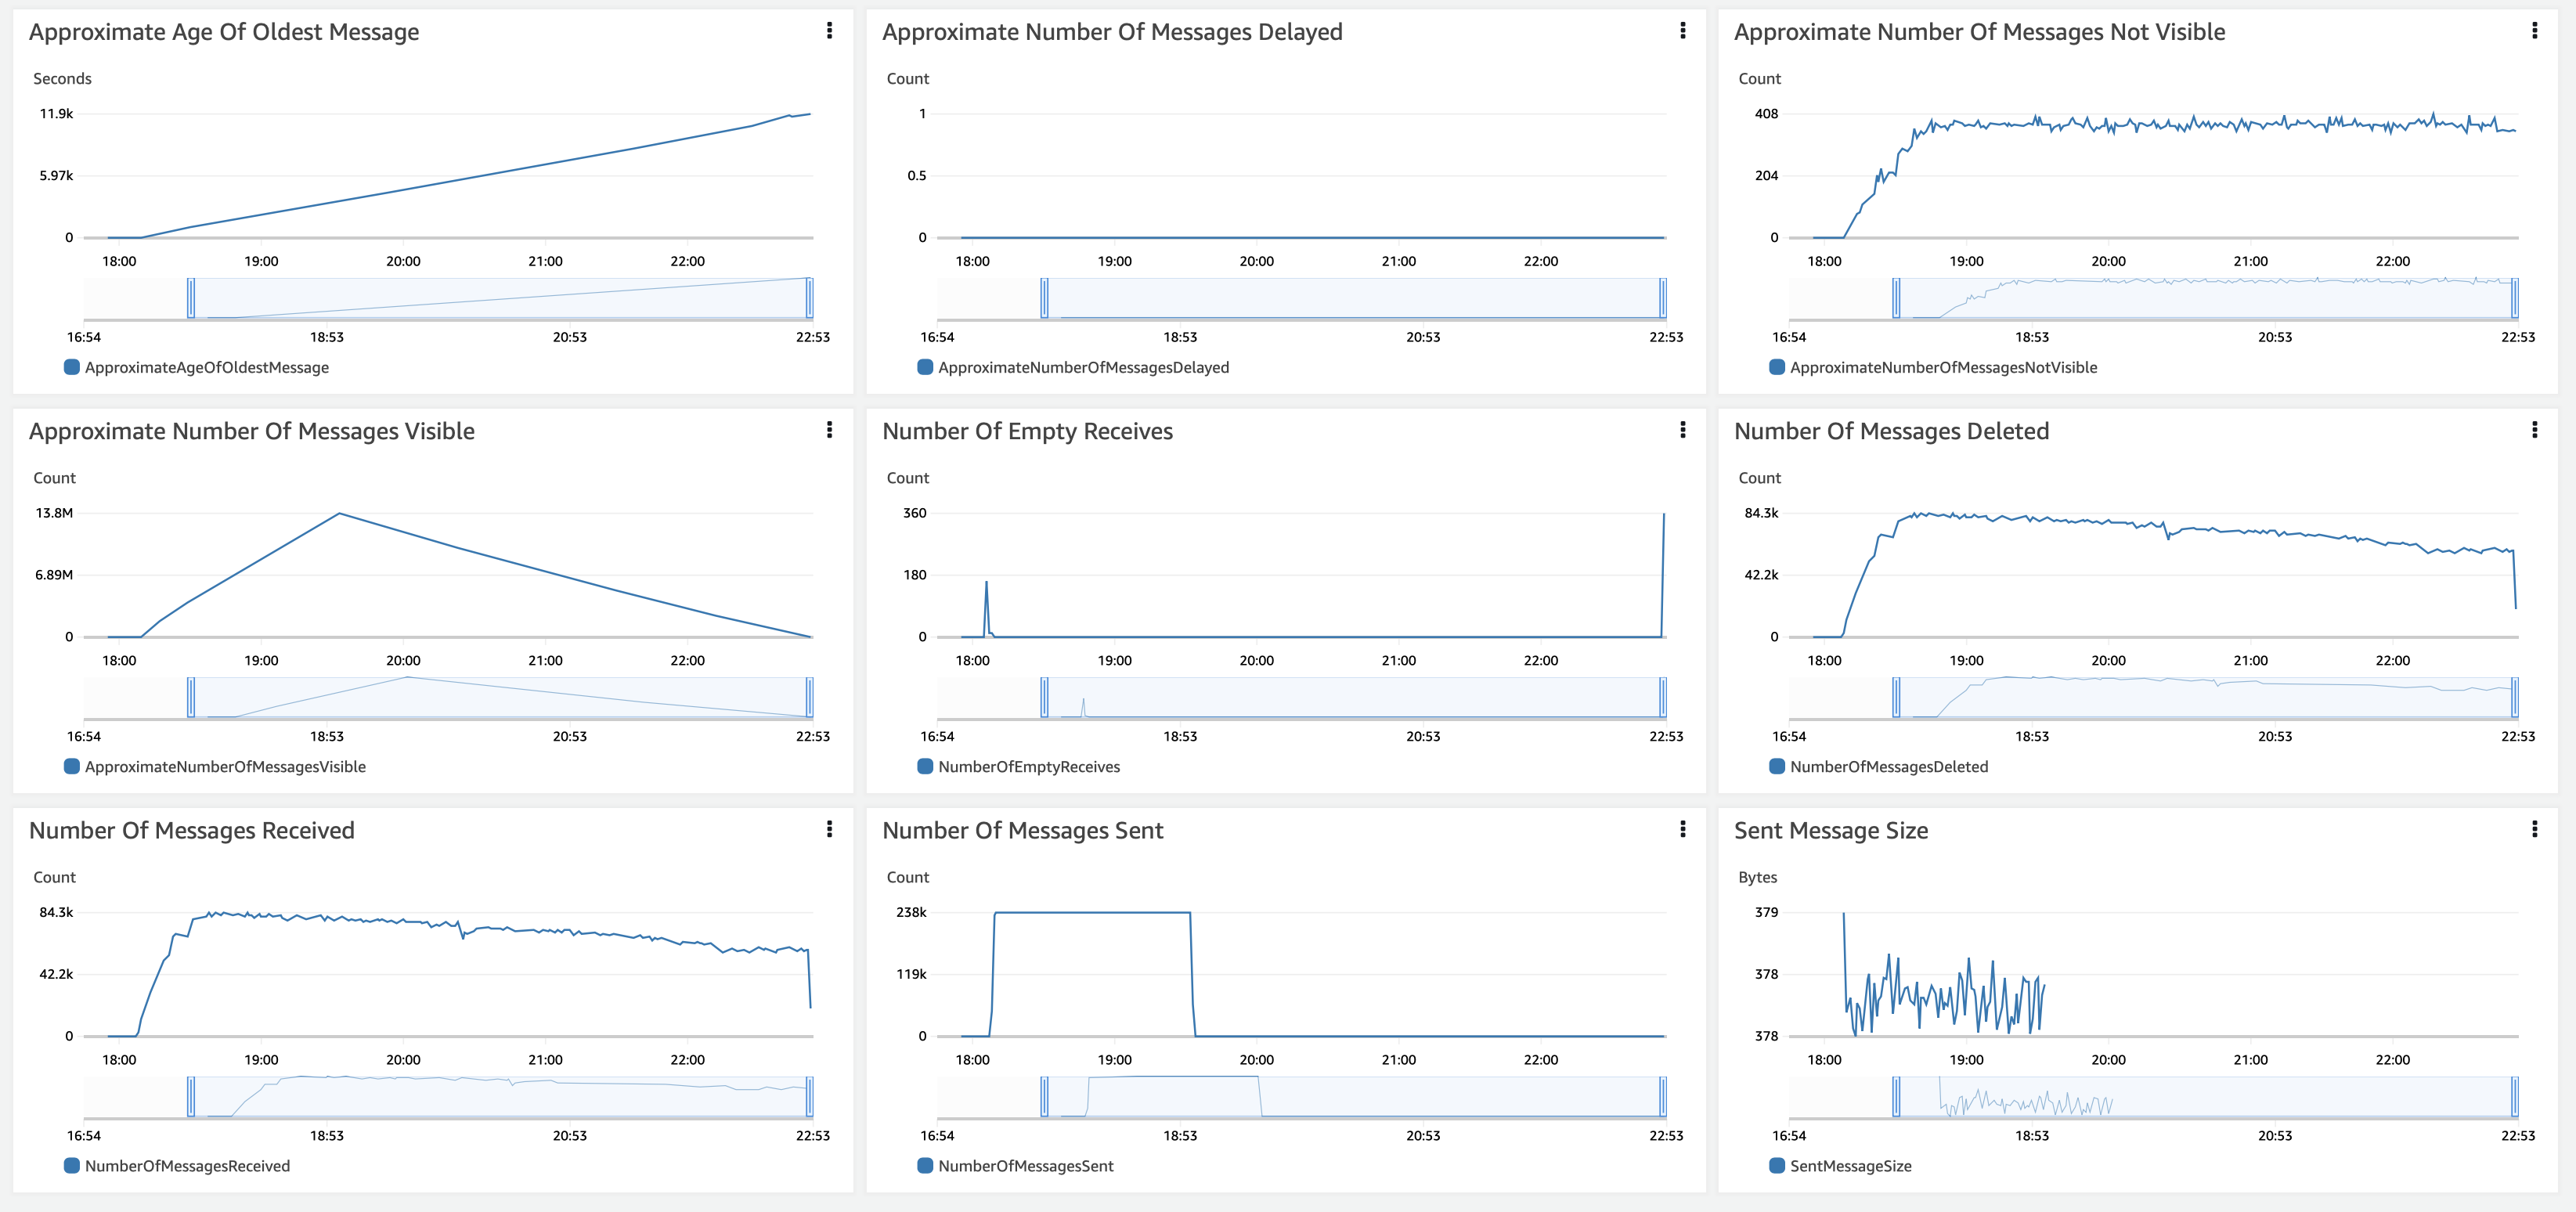 Approximate Age Of Oldest Message
Seconds
11.9k
5.97k
0
18:00 19:00 20:00 21:00 22:00
16:54 18:53 20:53 22:53
ApproximateAgeOfOldestMessage
Approximate Number Of Messages Delayed
Count
1
0.5
0
18:00 19:00 20:00 21:00 22:00
16:54 18:53 20:53 22:53
ApproximateNumberOfMessagesDelayed
Approximate Number Of Messages Not Visible
Count
408
204
0
18:00 19:00 20:00 21:00 22:00
16:54 18:53 20:53 22:53
ApproximateNumberOfMessagesNotVisible
Approximate Number Of Messages Visible
Count
13.8M
6.89M
0
18:00 19:00 20:00 21:00 22:00
16:54 18:53 20:53 22:53
ApproximateNumberOfMessagesVisible
Number Of Empty Receives
Count
360
180
0
18:00 19:00 20:00 21:00 22:00
16:54 18:53 20:53 22:53
NumberOfEmptyReceives
Number Of Messages Deleted
Count
84.3k
42.2k
0
18:00 19:00 20:00 21:00 22:00
16:54 18:53 20:53 22:53
NumberOfMessagesDeleted
Number Of Messages Received
Count
84.3k
42.2k
0
18:00 19:00 20:00 21:00 22:00
16:54 18:53 20:53 22:53
NumberOfMessagesReceived
Number Of Messages Sent
Count
238k
119k
0
18:00 19:00 20:00 21:00 22:00
16:54 18:53 20:53 22:53
NumberOfMessagesSent
Sent Message Size
Bytes
379
378
378
18:00 19:00 20:00 21:00 22:00
16:54 18:53 20:53 22:53
SentMessageSize